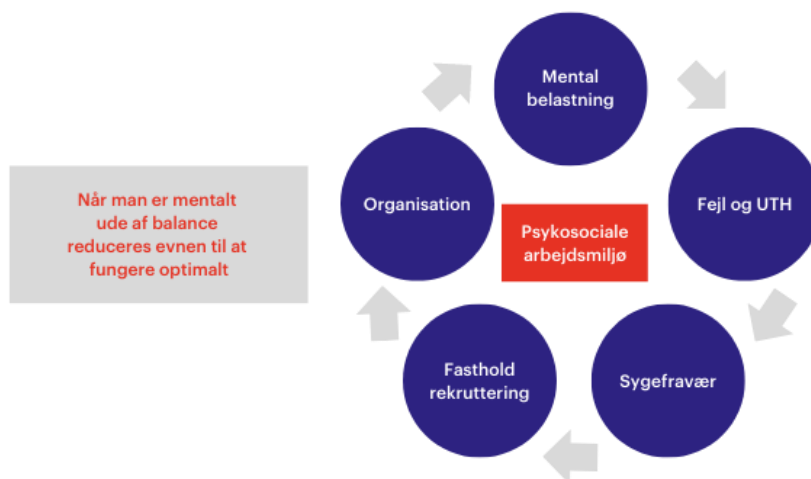 Når man er mentalt
ude af balance
reduceres evnen til at
fungere optimalt
Mental
belastning
Fejl og UTH
Sygefravær
Fasthold
rekruttering
Organisation
Psykosociale
arbejdsmiljø